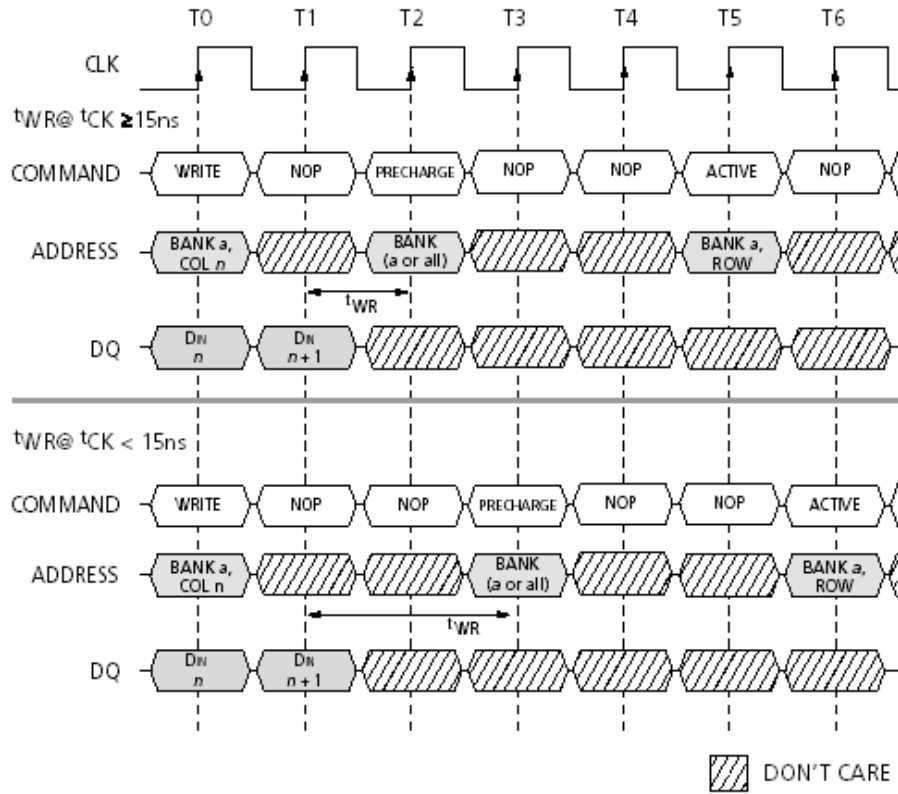 T0 T1 T2 T3 T4 T5 T6
CLK
tWR@ tCK ≥15ns
COMMAND WRITE NOP PRECHARGE NOP NOP ACTIVE NOP
ADDRESS BANK a, COL n BANK (a or all) BANK a, ROW
tWR
DQ DIN n DIN n + 1
tWR@ tCK < 15ns
COMMAND WRITE NOP NOP PRECHARGE NOP NOP ACTIVE
ADDRESS BANK a, COL n BANK (a or all) BANK a, ROW
tWR
DQ DIN n DIN n + 1
DON'T CARE